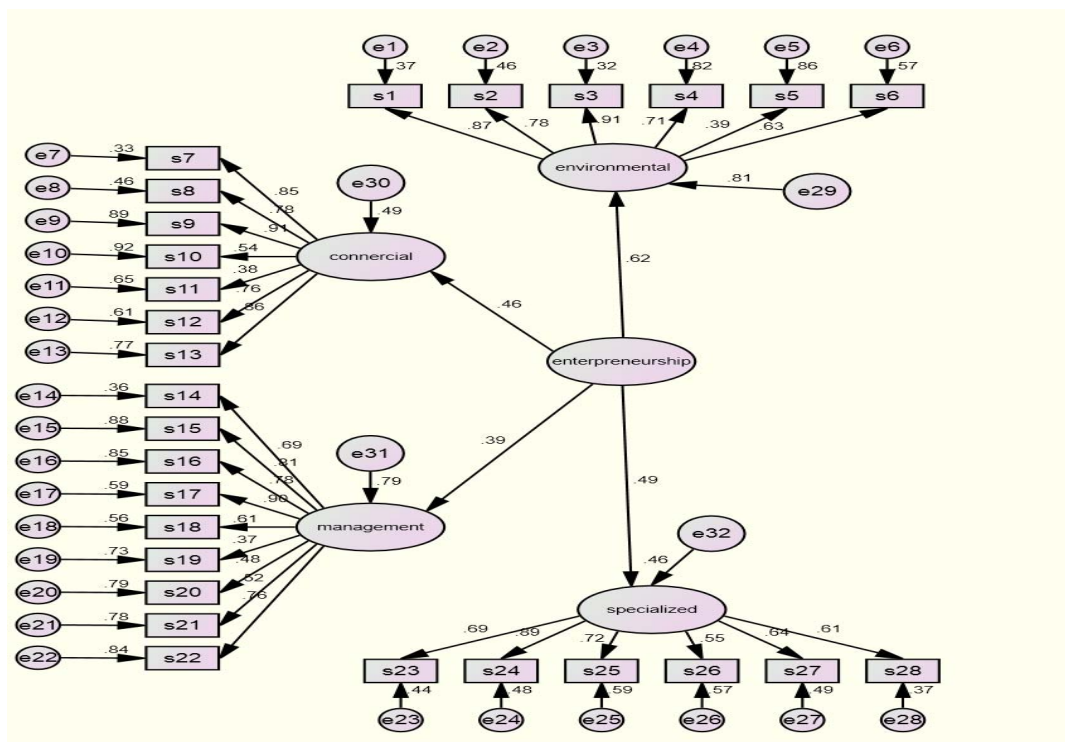 e1 e2 e3 e4 e5 e6
.37 .46 .32 .82 .86 .57
s1 s2 s3 s4 s5 s6
.87 .78 .91 .71 .39 .63
environmental
.81
e29
e7 .33 s7
e8 .46 s8
e9 .89 s9
e10 .92 s10
e11 .65 s11
e12 .61 s12
e13 .77 s13
.85
.78
.91
.54
.38
.76
.86
e30
.49
connercial
.62
.46
enterpreneurship
.39
.49
e14 .36 s14
e15 .88 s15
e16 .85 s16
e17 .59 s17
e18 .56 s18
e19 .73 s19
e20 .79 s20
e21 .78 s21
e22 .84 s22
.69
.81
.78
.90
.61
.37
.48
.52
.76
e31
.79
management
e32
.46
specialized
.69 .89 .72 .55 .64 .61
s23 s24 s25 s26 s27 s28
.44 .48 .59 .57 .49 .37
e23 e24 e25 e26 e27 e28